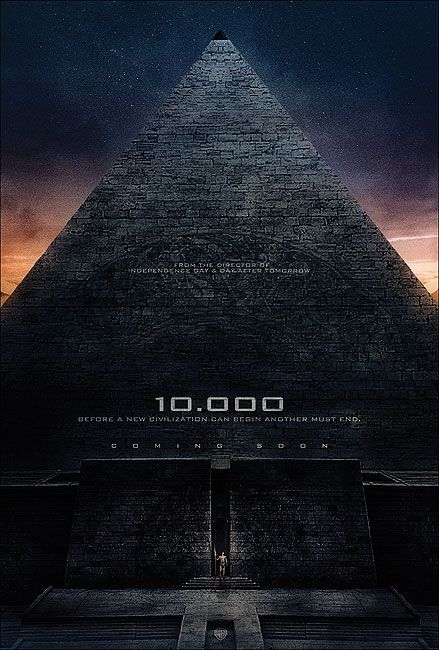 FROM THE DIRECTOR OF
INDEPENDENCE DAY & DAY AFTER TOMORROW
10.000
BEFORE A NEW CIVILIZATION CAN BEGIN ANOTHER MUST END.
COMING SOON
WB